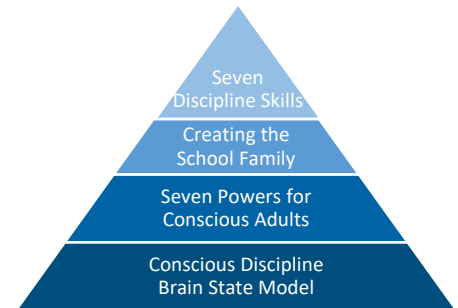 Seven
Discipline Skills
Creating the
School Family
Seven Powers for
Conscious Adults
Conscious Discipline
Brain State Model